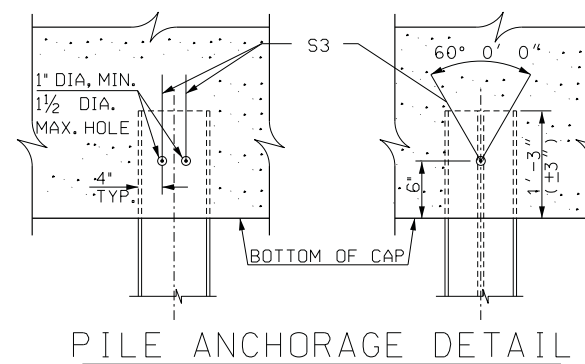 S3
60° 0' 0"
1" DIA, MIN.
1½ DIA.
MAX. HOLE
4"
TYP.
6"
1'-3"
(±3")
BOTTOM OF CAP
PILE ANCHORAGE DETAIL